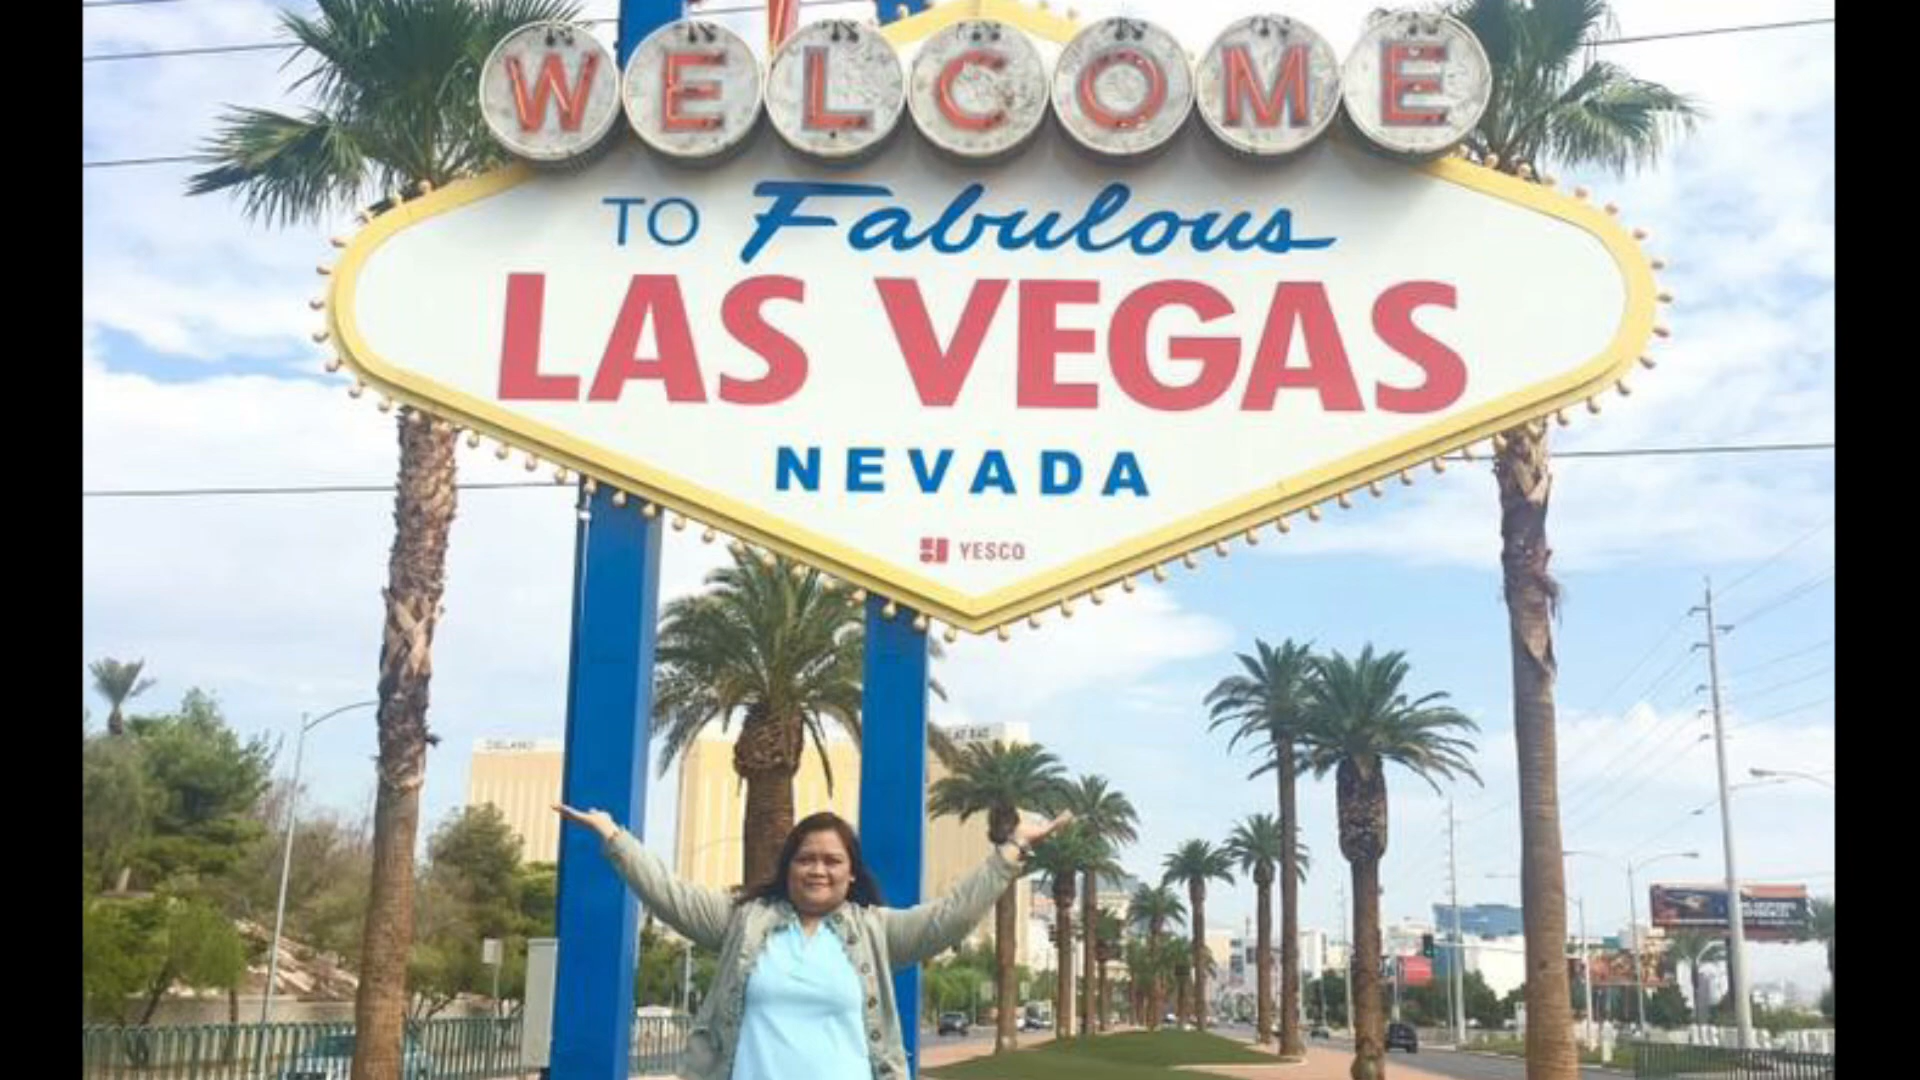 WELCOME
TO Fabulous
LAS VEGAS
NEVADA
YESCO
DELANO